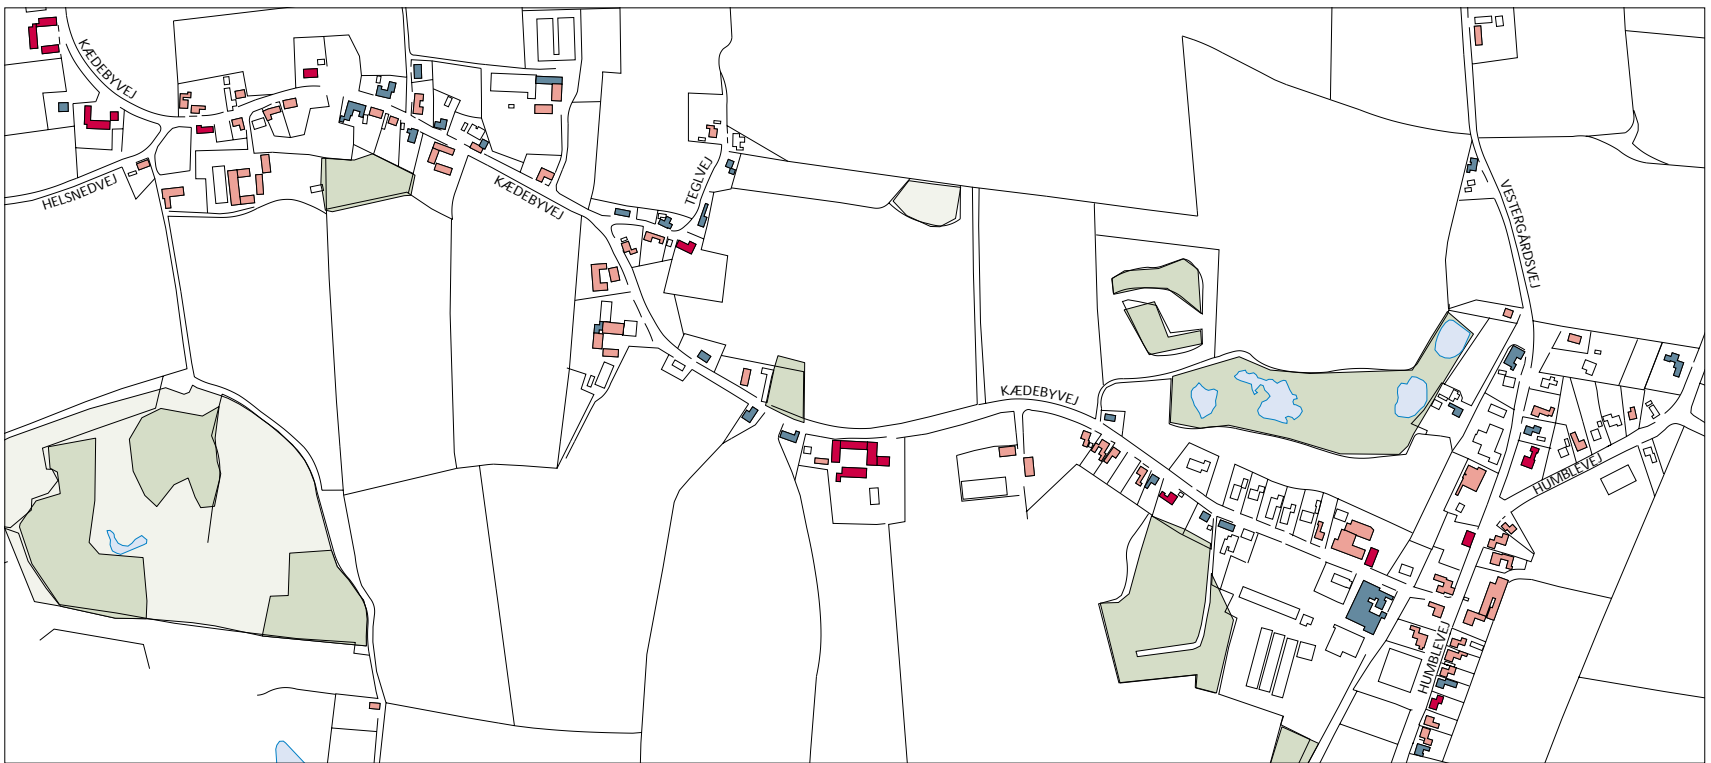 KÆDEBYVEJ
HELSNEDVEJ
KÆDEBYVEJ
TEGLVEJ
VESTERGÅRDSVEJ
KÆDEBYVEJ
HUMBLEVEJ
HUMBLEVEJ